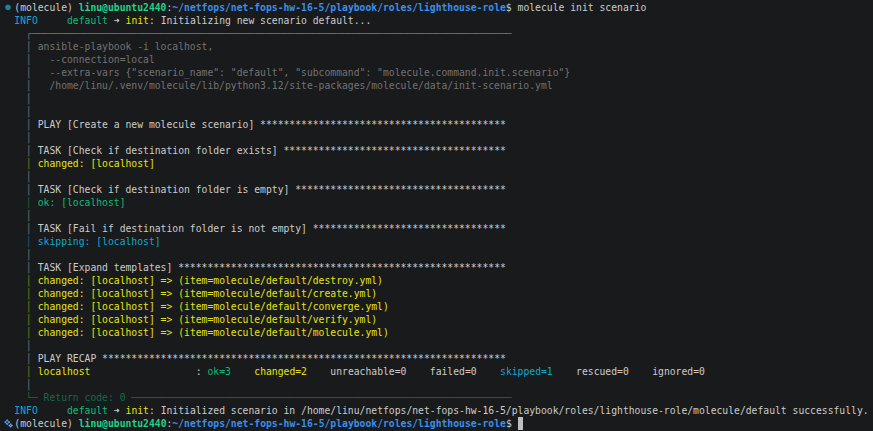 (molecule) linu@ubuntu2440:~/netfops/net-fops-hw-16-5/playbook/roles/lighthouse-role$ molecule init scenario
INFO     default ➜ init: Initializing new scenario default...
ansible-playbook -i localhost,
--connection=local
--extra-vars {"scenario_name": "default", "subcommand": "molecule.command.init.scenario"}
/home/linu/.venv/molecule/lib/python3.12/site-packages/molecule/data/init-scenario.yml
PLAY [Create a new molecule scenario] ******************************************
TASK [Check if destination folder exists] **************************************
changed: [localhost]
TASK [Check if destination folder is empty] ************************************
ok: [localhost]
TASK [Fail if destination folder is not empty] *********************************
skipping: [localhost]
TASK [Expand templates] ********************************************************
changed: [localhost] => (item=molecule/default/destroy.yml)
changed: [localhost] => (item=molecule/default/create.yml)
changed: [localhost] => (item=molecule/default/converge.yml)
changed: [localhost] => (item=molecule/default/verify.yml)
changed: [localhost] => (item=molecule/default/molecule.yml)
PLAY RECAP *********************************************************************
localhost                  : ok=3    changed=2    unreachable=0    failed=0    skipped=1    rescued=0    ignored=0
Return code: 0
INFO     default ➜ init: Initialized scenario in /home/linu/netfops/net-fops-hw-16-5/playbook/roles/lighthouse-role/molecule/default successfully.
(molecule) linu@ubuntu2440:~/netfops/net-fops-hw-16-5/playbook/roles/lighthouse-role$